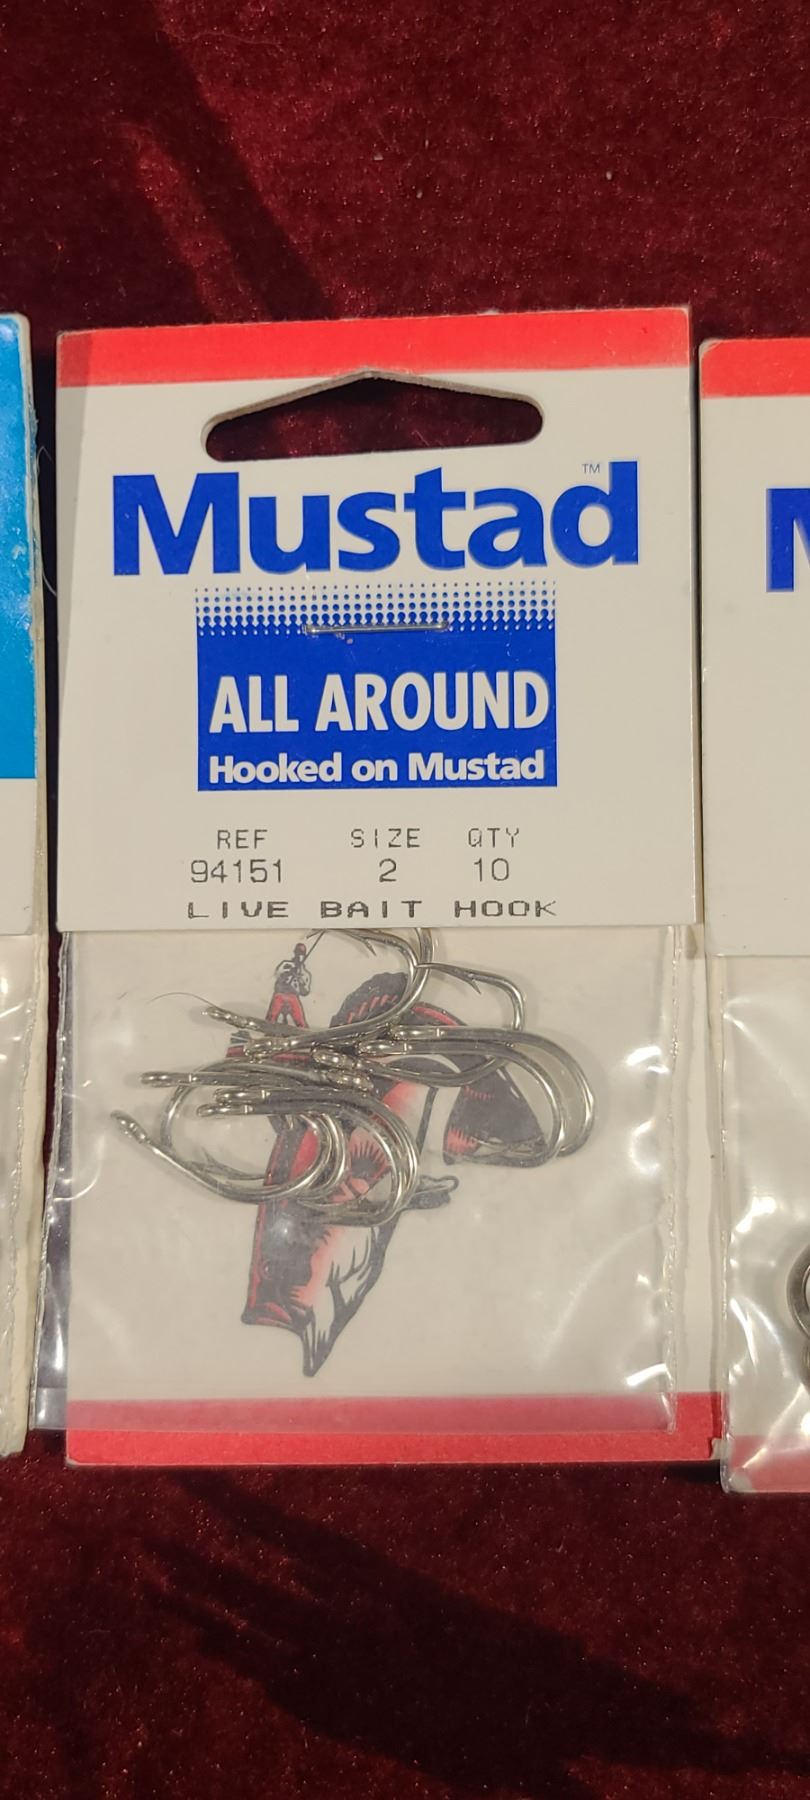 Mustad™
ALL AROUND
Hooked on Mustad
REF SIZE QTY
94151 2 10
LIVE BAIT HOOK